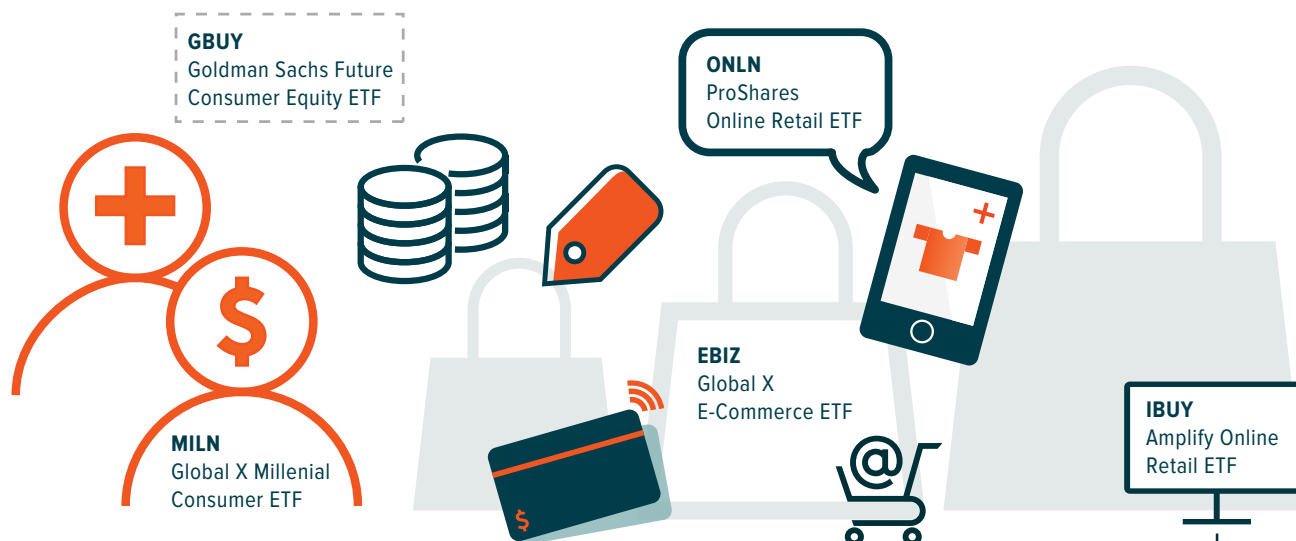 GBUY
Goldman Sachs Future
Consumer Equity ETF
ONLN
ProShares
Online Retail ETF
$
EBIZ
Global X
E-Commerce ETF
IBUY
Amplify Online
Retail ETF
MILN
Global X Millenial
Consumer ETF
@
$